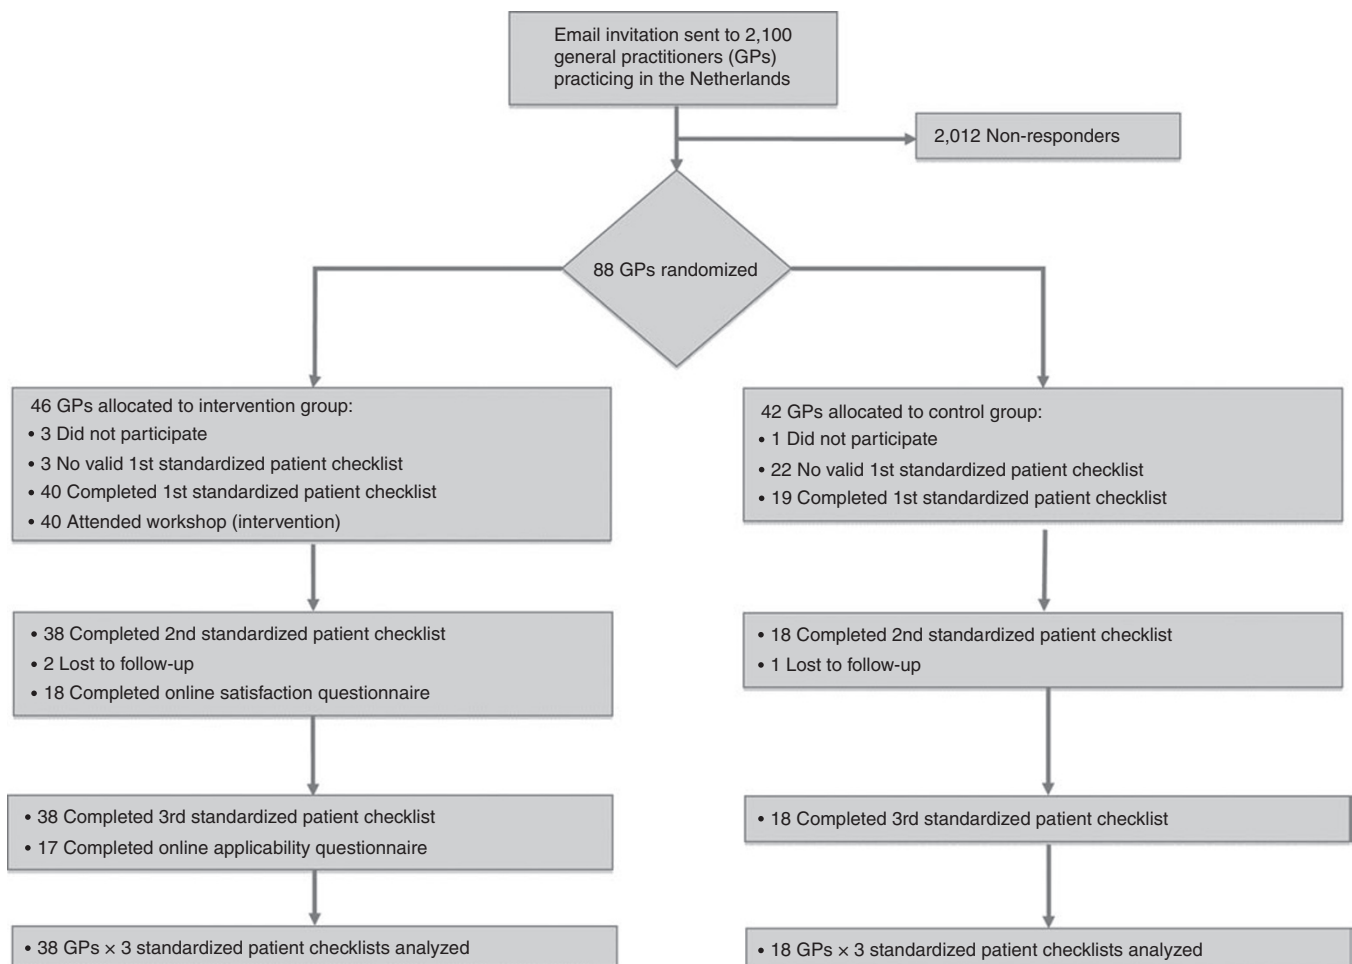 Email invitation sent to 2,100
general practitioners (GPs)
practicing in the Netherlands
2,012 Non-responders
88 GPs randomized
46 GPs allocated to intervention group:
• 3 Did not participate
• 3 No valid 1st standardized patient checklist
• 40 Completed 1st standardized patient checklist
• 40 Attended workshop (intervention)
42 GPs allocated to control group:
• 1 Did not participate
• 22 No valid 1st standardized patient checklist
• 19 Completed 1st standardized patient checklist
• 38 Completed 2nd standardized patient checklist
• 2 Lost to follow-up
• 18 Completed online satisfaction questionnaire
• 18 Completed 2nd standardized patient checklist
• 1 Lost to follow-up
• 38 Completed 3rd standardized patient checklist
• 17 Completed online applicability questionnaire
• 18 Completed 3rd standardized patient checklist
• 38 GPs × 3 standardized patient checklists analyzed
• 18 GPs × 3 standardized patient checklists analyzed